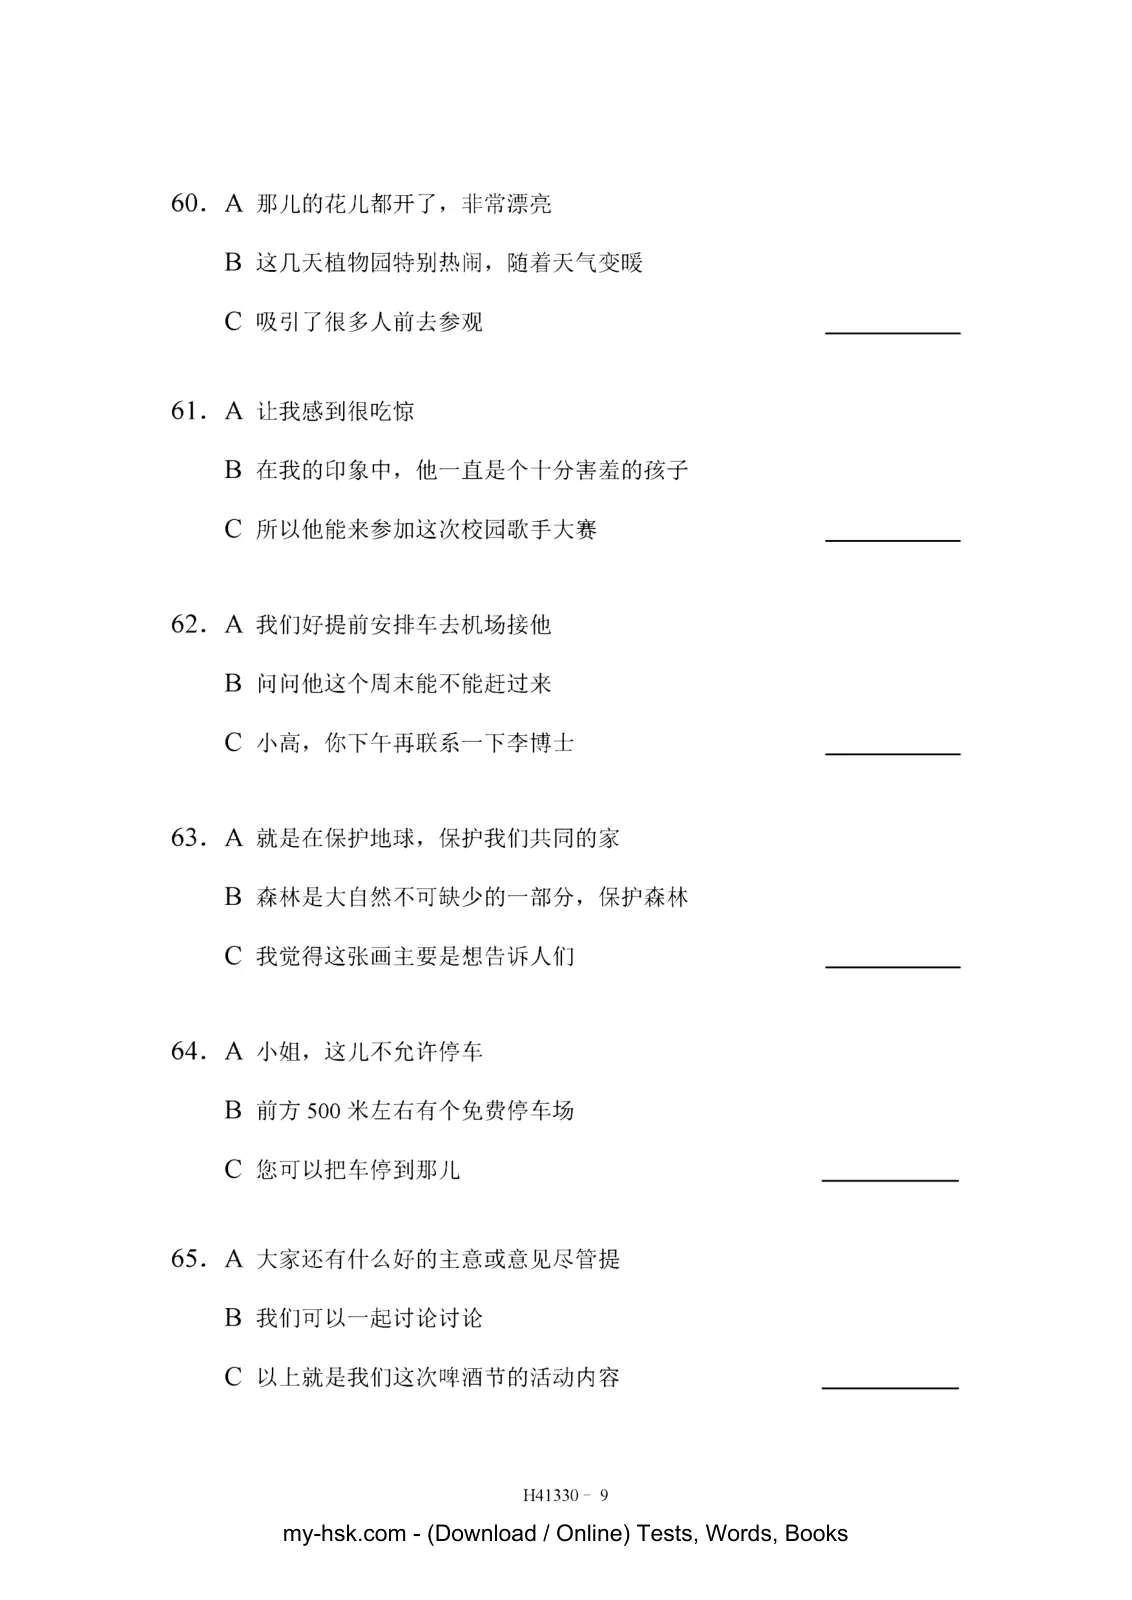 60. A 那儿的花儿都开了，非常漂亮
B 这几天植物园特别热闹，随着天气变暖
C 吸引了很多人前去参观
61. A 让我感到很吃惊
B 在我的印象中，他一直是个十分害羞的孩子
C 所以他能来参加这次校园歌手大赛
62. A 我们好提前安排车去机场接他
B 问问他这个周末能不能赶过来
C 小高，你下午再联系一下李博士
63. A 就是在保护地球，保护我们共同的家
B 森林是大自然不可缺少的一部分，保护森林
C 我觉得这张画主要是想告诉人们
64. A 小姐，这儿不允许停车
B 前方 500 米左右有个免费停车场
C 您可以把车停到那儿
65. A 大家还有什么好的主意或意见尽管提
B 我们可以一起讨论讨论
C 以上就是我们这次啤酒节的活动内容
H41330 - 9
my-hsk.com - (Download / Online) Tests, Words, Books